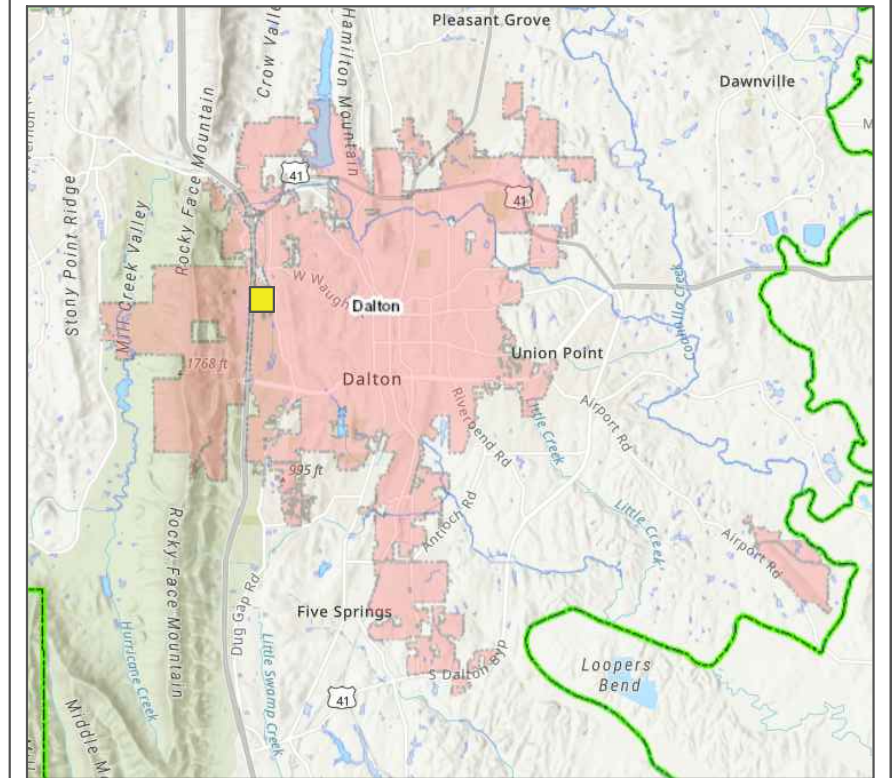 Pleasant Grove
Crow Valle
Hamilton Mountain
Dawnville
Rocky Face Mountain
41
41
Stony Point Ridge
Mill Creek Valley
W Waugh
Dalton
Coahulla Creek
Union Point
1768 ft
Dalton
Riverbend Rd
Little Creek
Airport Rd
995 ft
Antioch Rd
Little Creek
Airport Rd
Rocky Face Mountain
Dug Gap Rd
Five Springs
Hurricane Creek
Little Swamp Creek
S Dalton Byp
Loopers
Bend
41
Middle Mo